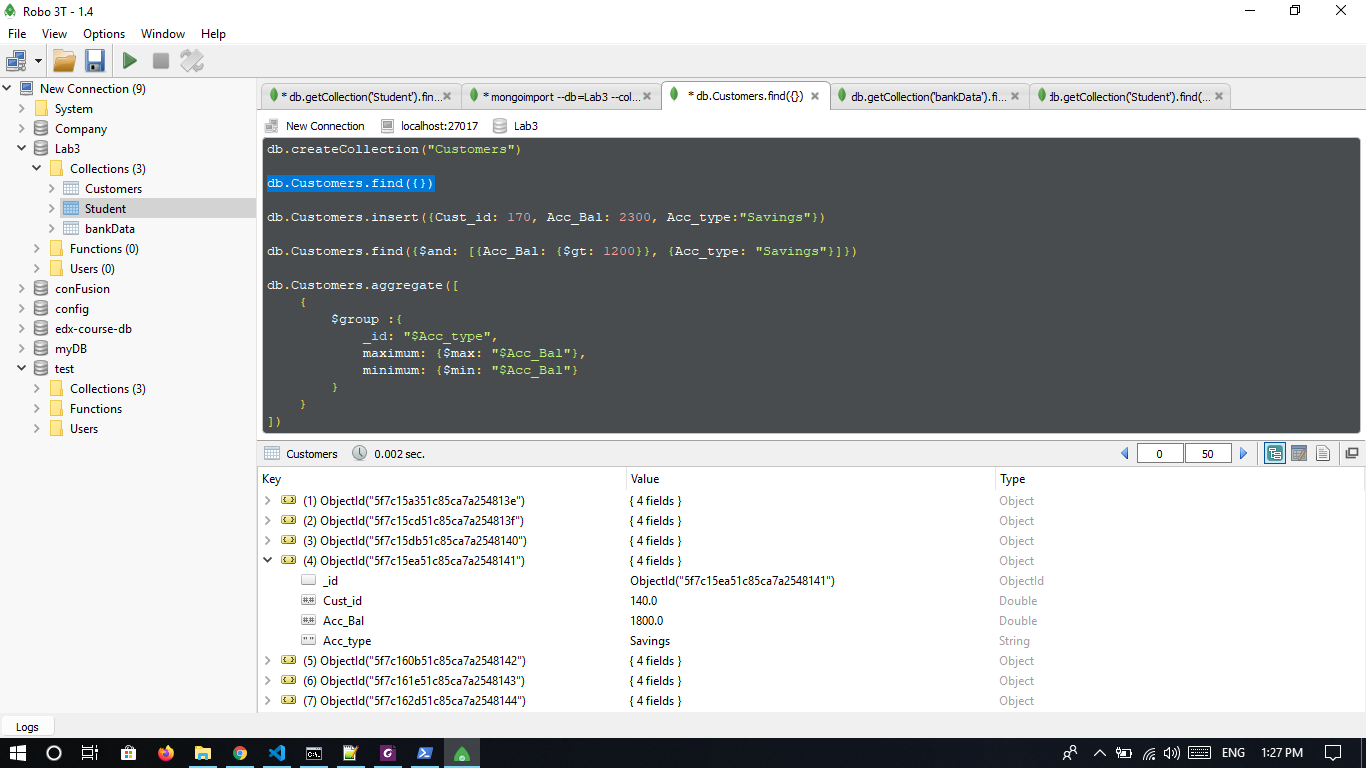 Robo 3T - 1.4
File View Options Window Help
New Connection (9)
System
Company
Lab3
Collections (3)
Customers
Student
bankData
Functions (0)
Users (0)
conFusion
config
edx-course-db
myDB
test
Collections (3)
Functions
Users
* db.getCollection('Student').fin... * mongoimport --db=Lab3 --col... * db.Customers.find({}) db.getCollection('bankData').fi... db.getCollection('Student').find(...
New Connection localhost:27017 Lab3
db.createCollection("Customers")
db.Customers.find({})
db.Customers.insert({Cust_id: 170, Acc_Bal: 2300, Acc_type:"Savings"})
db.Customers.find({$and: [{Acc_Bal: {$gt: 1200}}, {Acc_type: "Savings"}]})
db.Customers.aggregate([
{
$group :{
_id: "$Acc_type",
maximum: {$max: "$Acc_Bal"},
minimum: {$min: "$Acc_Bal"}
}
}
])
Customers 0.002 sec. 0 50
Key Value Type
(1) ObjectId("5f7c15a351c85ca7a254813e") { 4 fields } Object
(2) ObjectId("5f7c15cd51c85ca7a254813f") { 4 fields } Object
(3) ObjectId("5f7c15db51c85ca7a2548140") { 4 fields } Object
(4) ObjectId("5f7c15ea51c85ca7a2548141") { 4 fields } Object
_id ObjectId("5f7c15ea51c85ca7a2548141") ObjectId
Cust_id 140.0 Double
Acc_Bal 1800.0 Double
Acc_type Savings String
(5) ObjectId("5f7c160b51c85ca7a2548142") { 4 fields } Object
(6) ObjectId("5f7c161e51c85ca7a2548143") { 4 fields } Object
(7) ObjectId("5f7c162d51c85ca7a2548144") { 4 fields } Object
Logs
ENG 1:27 PM